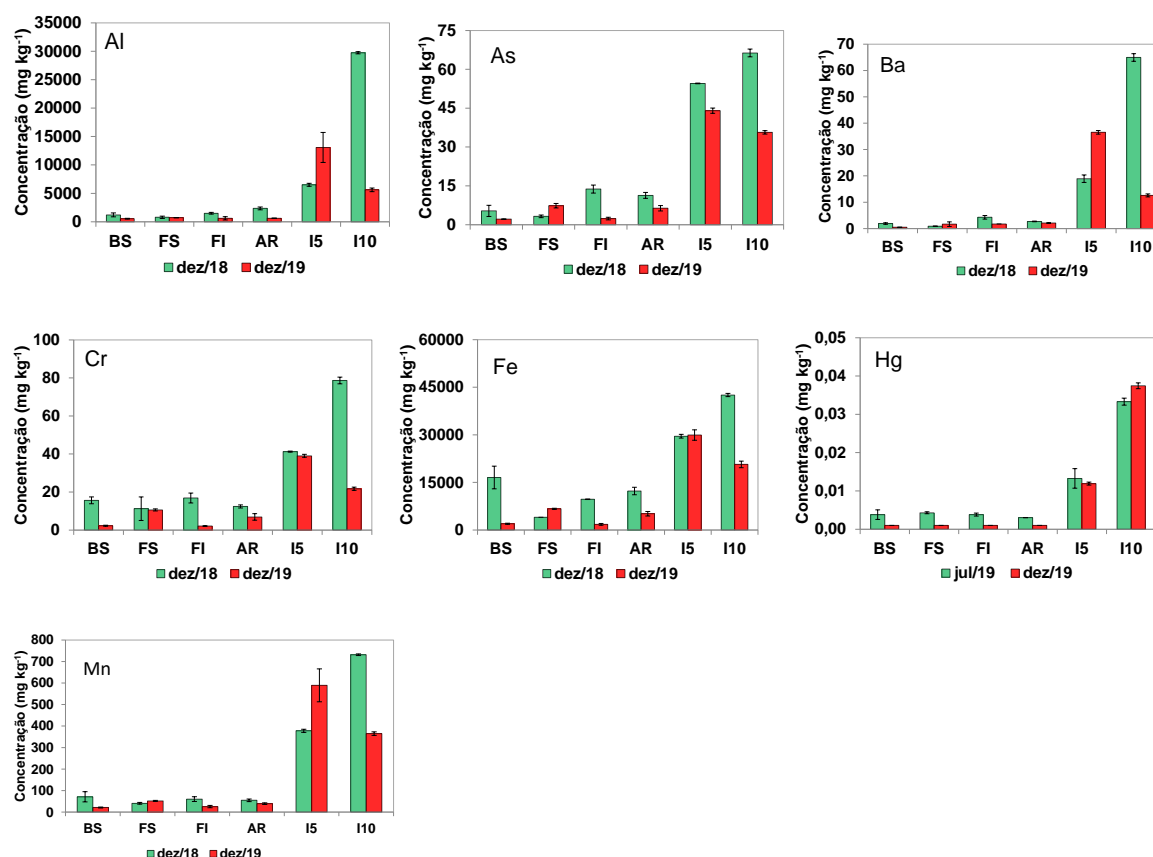 Al
Concentração (mg kg-1)
35000
30000
25000
20000
15000
10000
5000
0
BS FS FI AR I5 I10
dez/18 dez/19
As
Concentração (mg kg-1)
75
60
45
30
15
0
BS FS FI AR I5 I10
dez/18 dez/19
Ba
Concentração (mg kg-1)
70
60
50
40
30
20
10
0
BS FS FI AR I5 I10
dez/18 dez/19
Cr
Concentração (mg kg-1)
100
80
60
40
20
0
BS FS FI AR I5 I10
dez/18 dez/19
Fe
Concentração (mg kg-1)
60000
45000
30000
15000
0
BS FS FI AR I5 I10
dez/18 dez/19
Hg
Concentração (mg kg-1)
0,05
0,04
0,03
0,02
0,01
0,00
BS FS FI AR I5 I10
jul/19 dez/19
Mn
Concentração (mg kg-1)
800
700
600
500
400
300
200
100
0
BS FS FI AR I5 I10
dez/18 dez/19